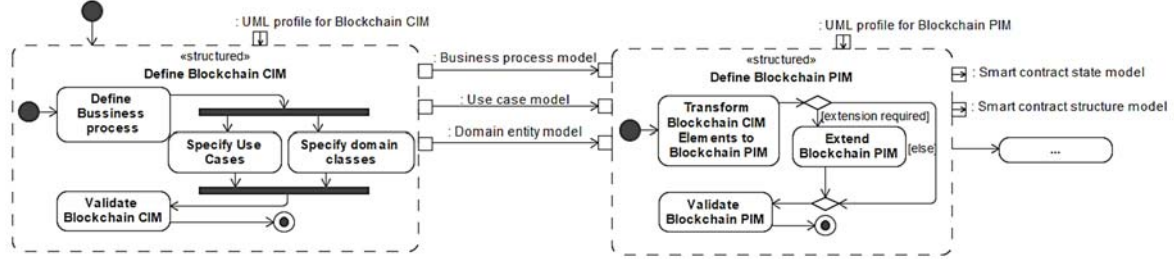 : UML profile for Blockchain CIM
«structured»
Define Blockchain CIM
Define
Bussiness
process
Specify Use
Cases
Specify domain
classes
Validate
Blockchain CIM
: Business process model
: Use case model
: Domain entity model
: UML profile for Blockchain PIM
«structured»
Define Blockchain PIM
Transform
Blockchain CIM
Elements to
Blockchain PIM
[extension required]
Extend
Blockchain PIM
[else]
Validate
Blockchain PIM
: Smart contract state model
: Smart contract structure model
...